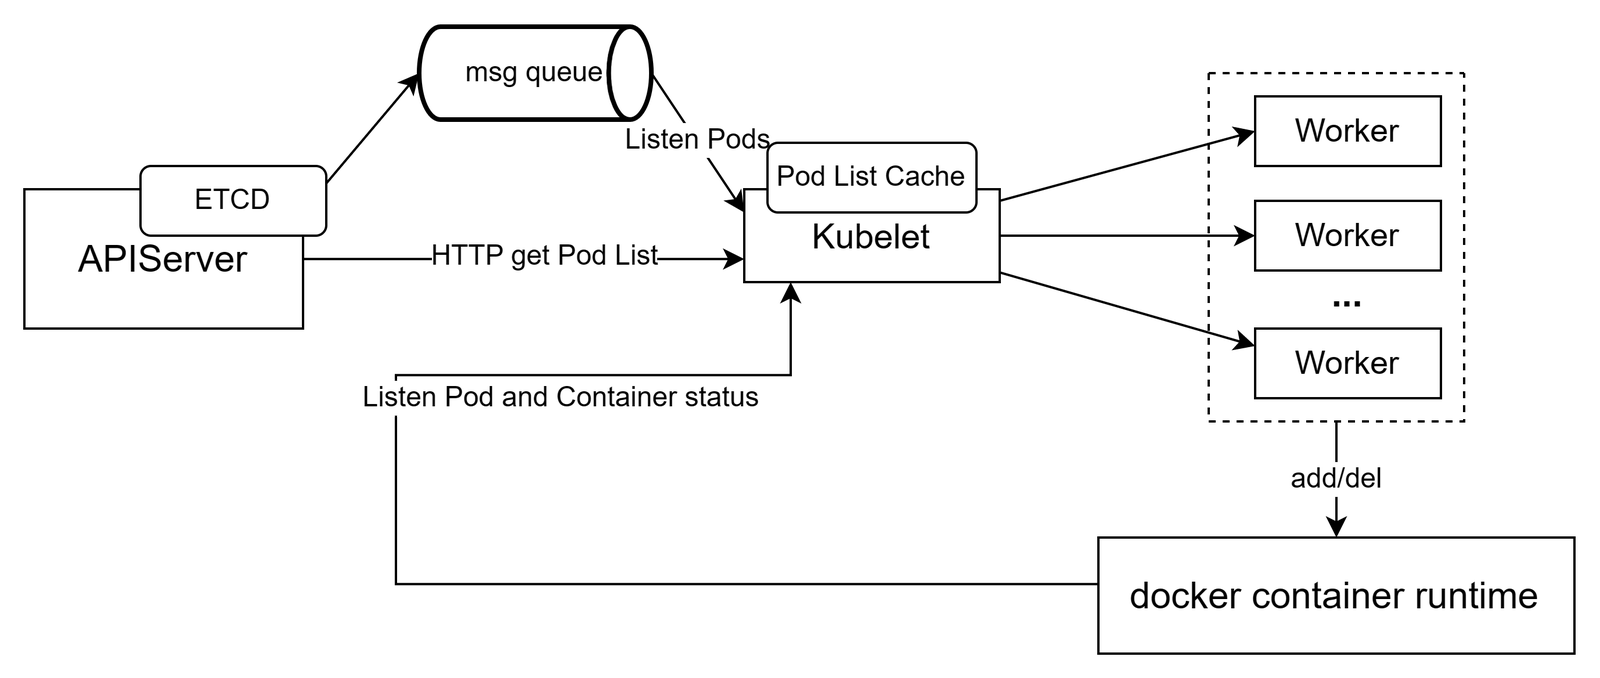 msg queue
Listen Pods
ETCD
APIServer
HTTP get Pod List
Pod List Cache
Kubelet
Worker
Worker
...
Worker
Listen Pod and Container status
add/del
docker container runtime